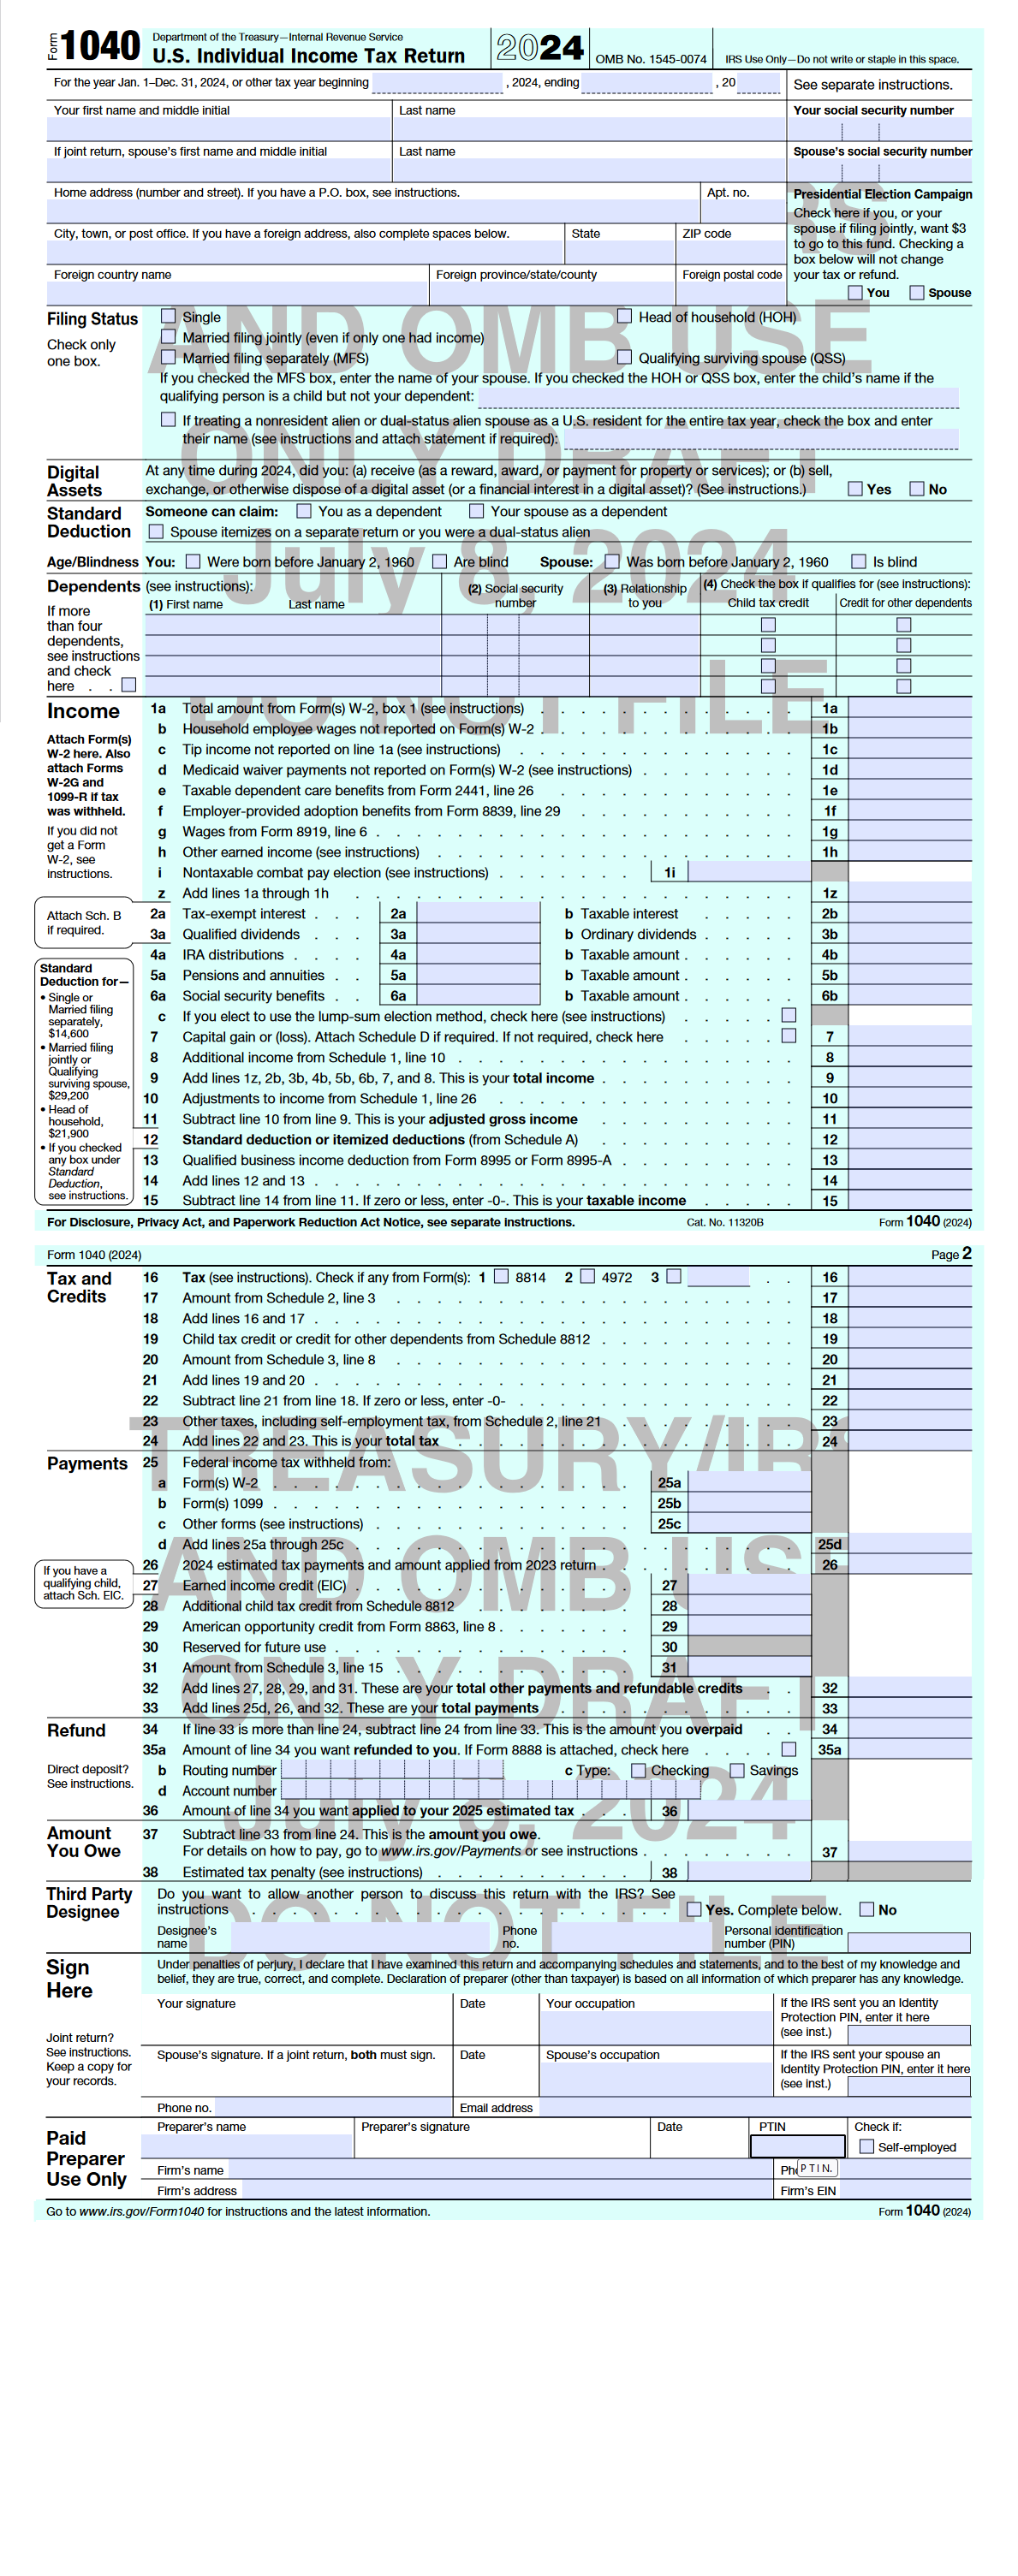 Form 1040 Department of the Treasury—Internal Revenue Service
U.S. Individual Income Tax Return 2024 OMB No. 1545-0074 IRS Use Only—Do not write or staple in this space.
For the year Jan. 1–Dec. 31, 2024, or other tax year beginning , 2024, ending , 20 See separate instructions.
Your first name and middle initial Last name Your social security number
If joint return, spouse's first name and middle initial Last name Spouse's social security number
Home address (number and street). If you have a P.O. box, see instructions. Apt. no.
City, town, or post office. If you have a foreign address, also complete spaces below. State ZIP code
Foreign country name Foreign province/state/county Foreign postal code
Presidential Election Campaign
Check here if you, or your
spouse if filing jointly, want $3
to go to this fund. Checking a
box below will not change
your tax or refund.
You Spouse
RS
AND OMB USE
ONLY DRAFT
July 8, 2024
DO NOT FILE
Filing Status
Check only
one box.
Single Head of household (HOH)
Married filing jointly (even if only one had income)
Married filing separately (MFS) Qualifying surviving spouse (QSS)
If you checked the MFS box, enter the name of your spouse. If you checked the HOH or QSS box, enter the child's name if the
qualifying person is a child but not your dependent:
If treating a nonresident alien or dual-status alien spouse as a U.S. resident for the entire tax year, check the box and enter
their name (see instructions and attach statement if required):
Digital
Assets
At any time during 2024, did you: (a) receive (as a reward, award, or payment for property or services); or (b) sell,
exchange, or otherwise dispose of a digital asset (or a financial interest in a digital asset)? (See instructions.) Yes No
Standard
Deduction
Someone can claim: You as a dependent Your spouse as a dependent
Spouse itemizes on a separate return or you were a dual-status alien
Age/Blindness You: Were born before January 2, 1960 Are blind Spouse: Was born before January 2, 1960 Is blind
Dependents (see instructions):
(1) First name Last name
(2) Social security
number
(3) Relationship
to you
(4) Check the box if qualifies for (see instructions):
Child tax credit Credit for other dependents
If more
than four
dependents,
see instructions
and check
here . .
Income
Attach Form(s)
W-2 here. Also
attach Forms
W-2G and
1099-R if tax
was withheld.
If you did not
get a Form
W-2, see
instructions.
1a Total amount from Form(s) W-2, box 1 (see instructions) 1a
b Household employee wages not reported on Form(s) W-2 1b
c Tip income not reported on line 1a (see instructions) 1c
d Medicaid waiver payments not reported on Form(s) W-2 (see instructions) 1d
e Taxable dependent care benefits from Form 2441, line 26 1e
f Employer-provided adoption benefits from Form 8839, line 29 1f
g Wages from Form 8919, line 6 1g
h Other earned income (see instructions) 1h
i Nontaxable combat pay election (see instructions) 1i
z Add lines 1a through 1h 1z
Attach Sch. B
if required.
2a Tax-exempt interest 2a b Taxable interest 2b
3a Qualified dividends 3a b Ordinary dividends 3b
4a IRA distributions 4a b Taxable amount 4b
5a Pensions and annuities 5a b Taxable amount 5b
6a Social security benefits 6a b Taxable amount 6b
c If you elect to use the lump-sum election method, check here (see instructions)
7 Capital gain or (loss). Attach Schedule D if required. If not required, check here 7
8 Additional income from Schedule 1, line 10 8
9 Add lines 1z, 2b, 3b, 4b, 5b, 6b, 7, and 8. This is your total income 9
10 Adjustments to income from Schedule 1, line 26 10
11 Subtract line 10 from line 9. This is your adjusted gross income 11
12 Standard deduction or itemized deductions (from Schedule A) 12
13 Qualified business income deduction from Form 8995 or Form 8995-A 13
14 Add lines 12 and 13 14
15 Subtract line 14 from line 11. If zero or less, enter -0-. This is your taxable income 15
Standard
Deduction for—
• Single or
Married filing
separately,
$14,600
• Married filing
jointly or
Qualifying
surviving spouse,
$29,200
• Head of
household,
$21,900
• If you checked
any box under
Standard
Deduction,
see instructions.
For Disclosure, Privacy Act, and Paperwork Reduction Act Notice, see separate instructions. Cat. No. 11320B Form 1040 (2024)
Form 1040 (2024) Page 2
Tax and
Credits
16 Tax (see instructions). Check if any from Form(s): 1 8814 2 4972 3 16
17 Amount from Schedule 2, line 3 17
18 Add lines 16 and 17 18
19 Child tax credit or credit for other dependents from Schedule 8812 19
20 Amount from Schedule 3, line 8 20
21 Add lines 19 and 20 21
22 Subtract line 21 from line 18. If zero or less, enter -0- 22
23 Other taxes, including self-employment tax, from Schedule 2, line 21 23
24 Add lines 22 and 23. This is your total tax 24
TREASURY/IRS
AND OMB USE
ONLY DRAFT
July 8, 2024
DO NOT FILE
Payments
25 Federal income tax withheld from:
a Form(s) W-2 25a
b Form(s) 1099 25b
c Other forms (see instructions) 25c
d Add lines 25a through 25c 25d
26 2024 estimated tax payments and amount applied from 2023 return 26
If you have a
qualifying child,
attach Sch. EIC.
27 Earned income credit (EIC) 27
28 Additional child tax credit from Schedule 8812 28
29 American opportunity credit from Form 8863, line 8 29
30 Reserved for future use 30
31 Amount from Schedule 3, line 15 31
32 Add lines 27, 28, 29, and 31. These are your total other payments and refundable credits 32
33 Add lines 25d, 26, and 32. These are your total payments 33
Refund
Direct deposit?
See instructions.
34 If line 33 is more than line 24, subtract line 24 from line 33. This is the amount you overpaid 34
35a Amount of line 34 you want refunded to you. If Form 8888 is attached, check here 35a
b Routing number c Type: Checking Savings
d Account number
36 Amount of line 34 you want applied to your 2025 estimated tax 36
Amount
You Owe
37 Subtract line 33 from line 24. This is the amount you owe.
For details on how to pay, go to www.irs.gov/Payments or see instructions 37
38 Estimated tax penalty (see instructions) 38
Third Party
Designee
Do you want to allow another person to discuss this return with the IRS? See
instructions Yes. Complete below. No
Designee's
name
Phone
no.
Personal identification
number (PIN)
Sign
Here
Joint return?
See instructions.
Keep a copy for
your records.
Under penalties of perjury, I declare that I have examined this return and accompanying schedules and statements, and to the best of my knowledge and
belief, they are true, correct, and complete. Declaration of preparer (other than taxpayer) is based on all information of which preparer has any knowledge.
Your signature Date Your occupation
If the IRS sent you an Identity
Protection PIN, enter it here
(see inst.)
Spouse's signature. If a joint return, both must sign. Date Spouse's occupation
If the IRS sent your spouse an
Identity Protection PIN, enter it here
(see inst.)
Phone no. Email address
Paid
Preparer
Use Only
Preparer's name Preparer's signature Date PTIN Check if:
Self-employed
Firm's name PTIN.
Firm's address Firm's EIN
Go to www.irs.gov/Form1040 for instructions and the latest information. Form 1040 (2024)